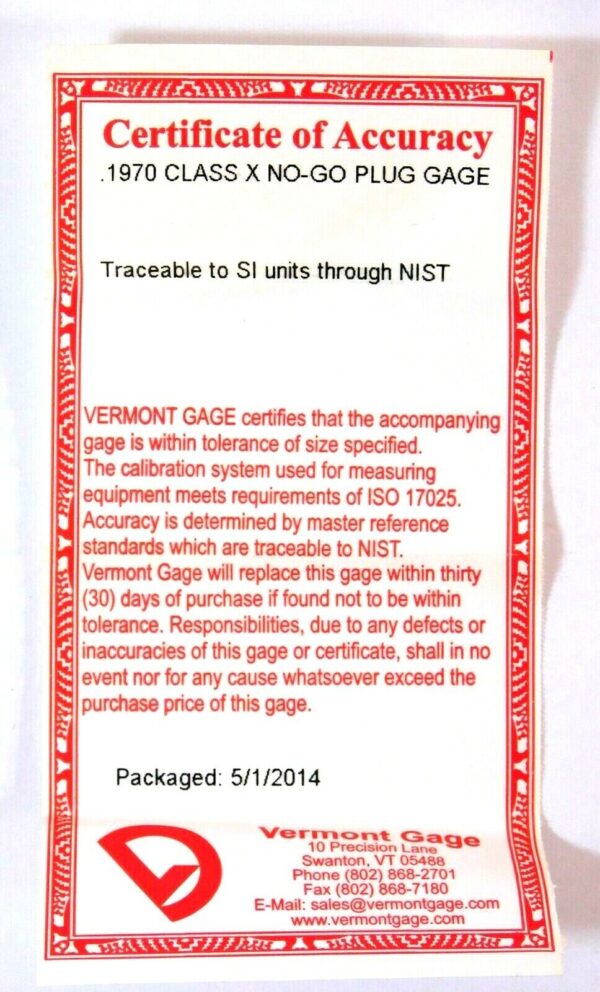 Certificate of Accuracy
.1970 CLASS X NO-GO PLUG GAGE
Traceable to SI units through NIST
VERMONT GAGE certifies that the accompanying
gage is within tolerance of size specified.
The calibration system used for measuring
equipment meets requirements of ISO 17025.
Accuracy is determined by master reference
standards which are traceable to NIST.
Vermont Gage will replace this gage within thirty
(30) days of purchase if found not to be within
tolerance. Responsibilities, due to any defects or
inaccuracies of this gage or certificate, shall in no
event nor for any cause whatsoever exceed the
purchase price of this gage.
Packaged: 5/1/2014
Vermont Gage
10 Precision Lane
Swanton, VT 05488
Phone (802) 868-2701
Fax (802) 868-7180
E-Mail: sales@vermontgage.com
www.vermontgage.com